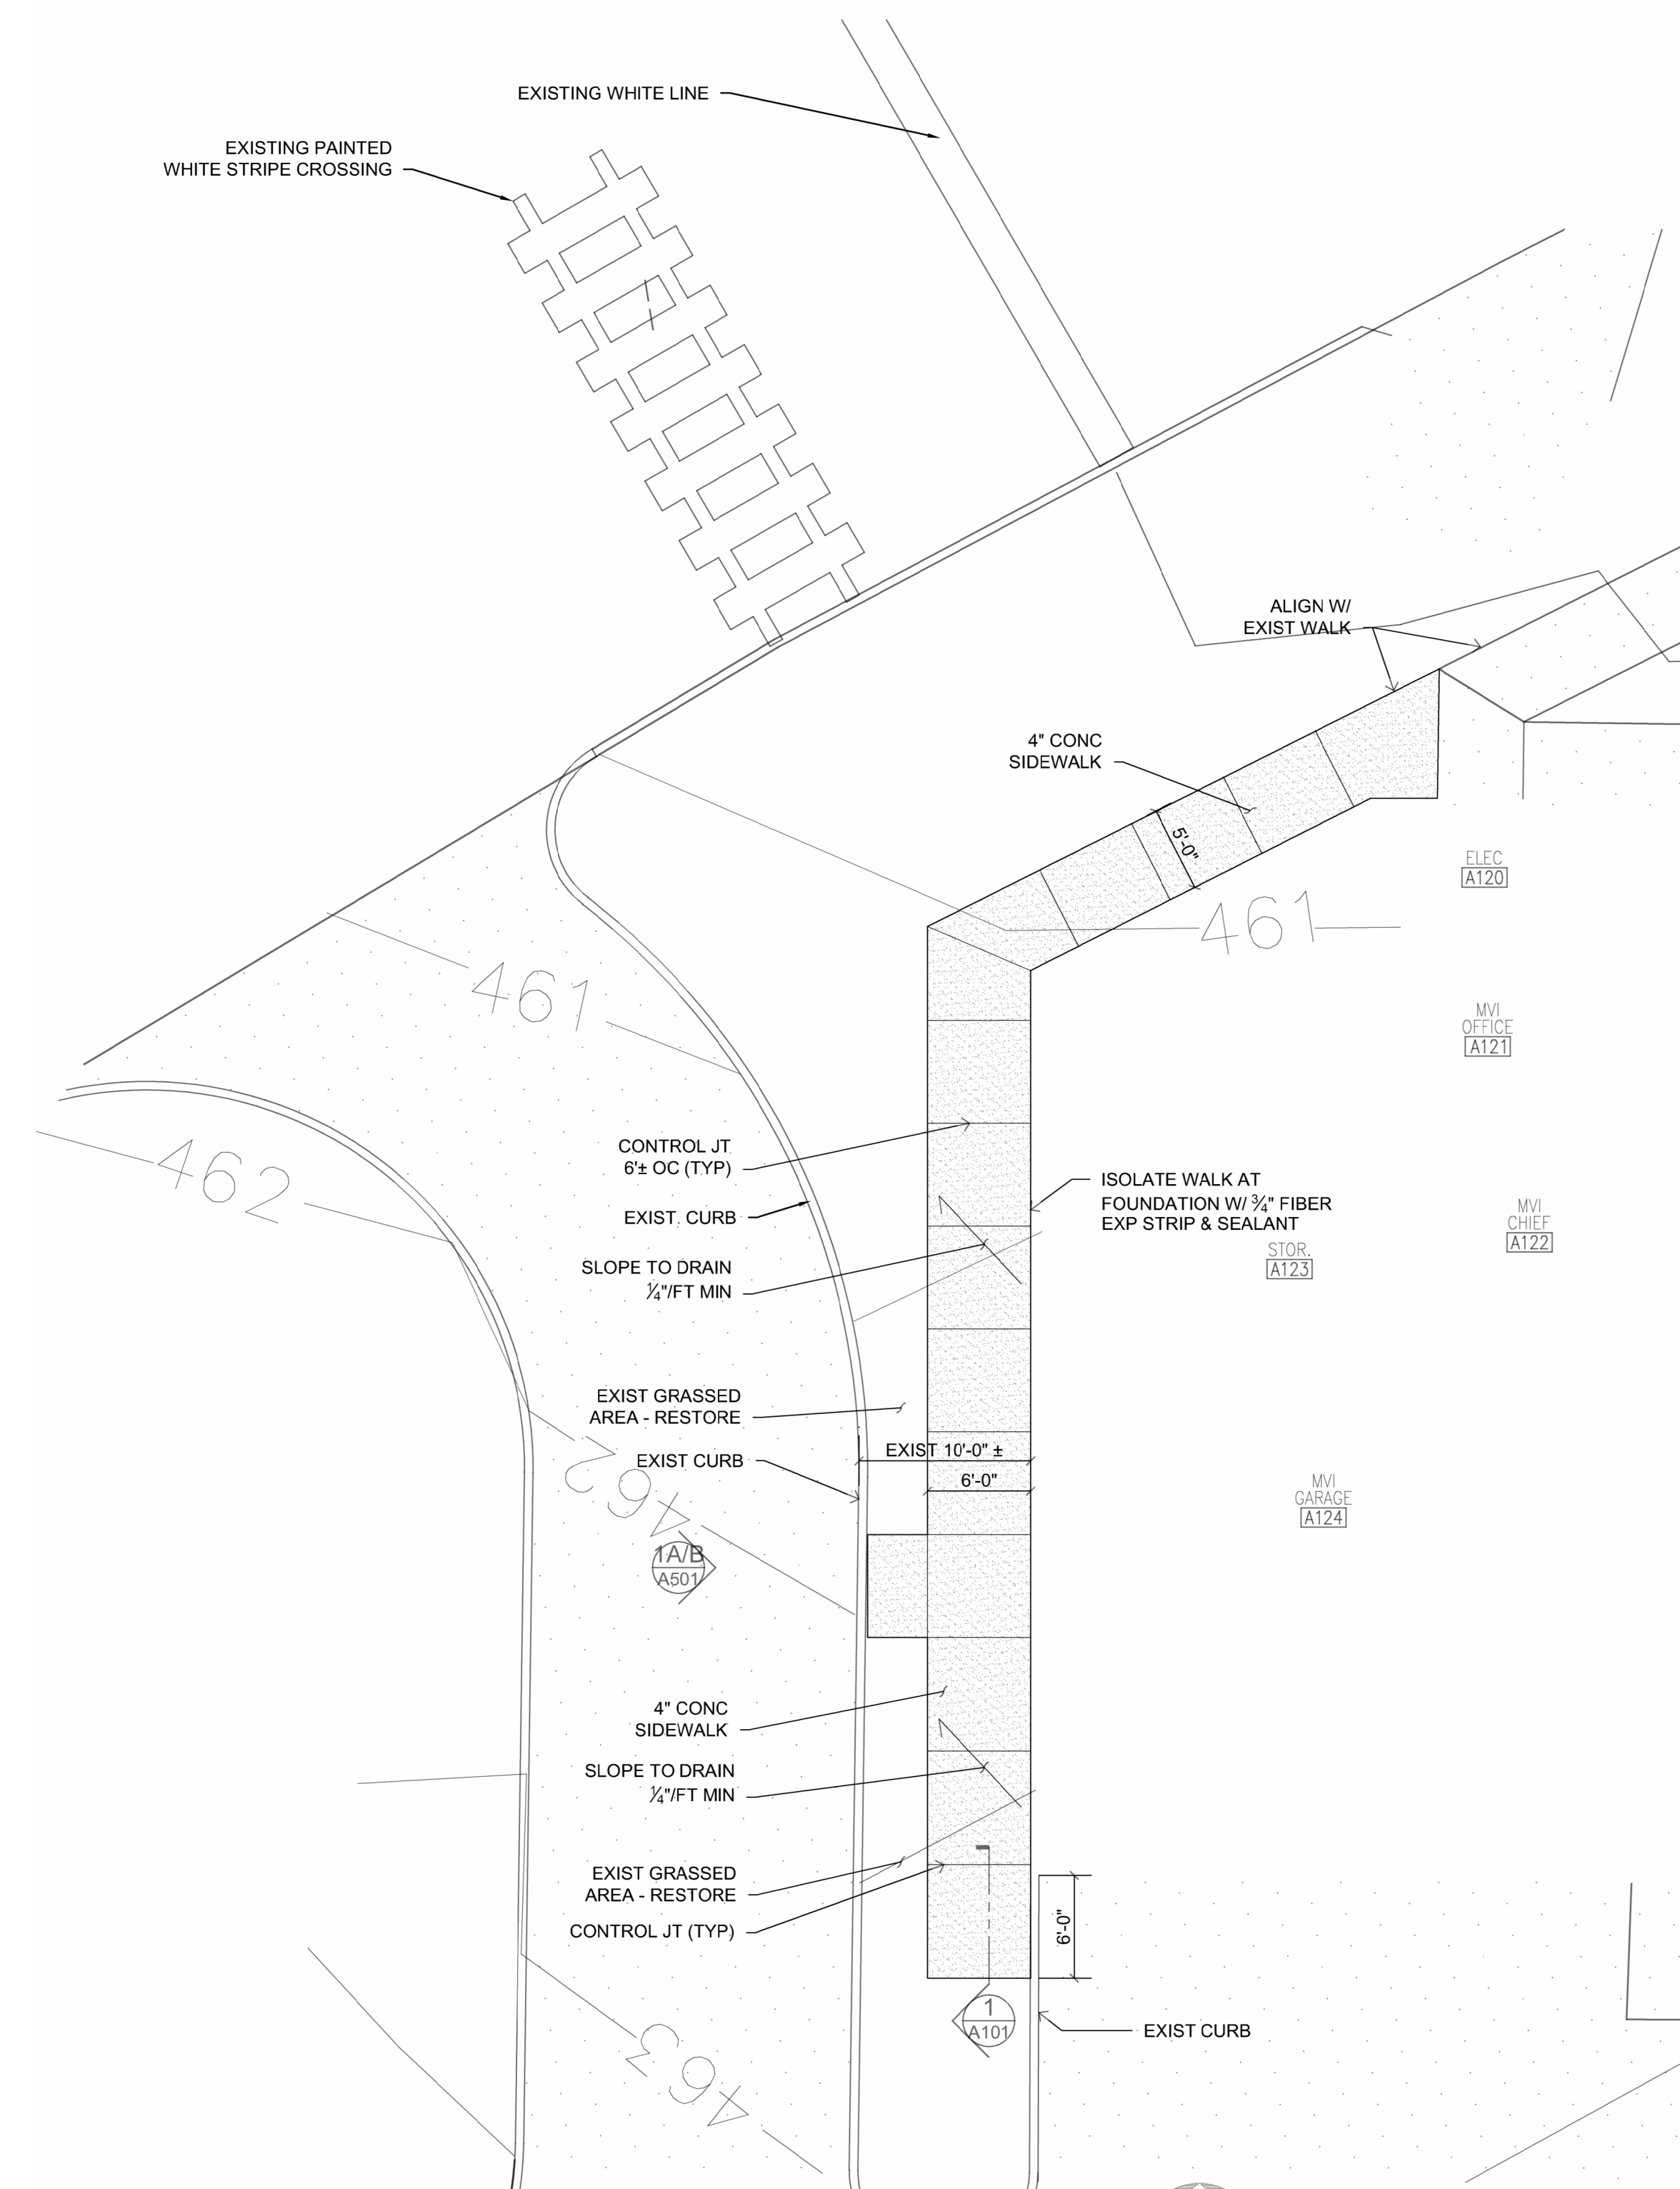 EXISTING WHITE LINE
EXISTING PAINTED
WHITE STRIPE CROSSING
ALIGN W/
EXIST WALK
4" CONC
SIDEWALK
5'-0"
ELEC
A120
461
461
MVI
OFFICE
A121
462
CONTROL JT
6'± OC (TYP)
ISOLATE WALK AT
FOUNDATION W/ ¾" FIBER
EXP STRIP & SEALANT
EXIST. CURB
MVI
CHIEF
A122
STOR.
A123
SLOPE TO DRAIN
¼"/FT MIN
EXIST GRASSED
AREA - RESTORE
EXIST 10'-0" ±
EXIST CURB
6'-0"
462
MVI
GARAGE
A124
1A/B
A501
4" CONC
SIDEWALK
SLOPE TO DRAIN
¼"/FT MIN
EXIST GRASSED
AREA - RESTORE
CONTROL JT (TYP)
6'-0"
1
A101
EXIST CURB
463